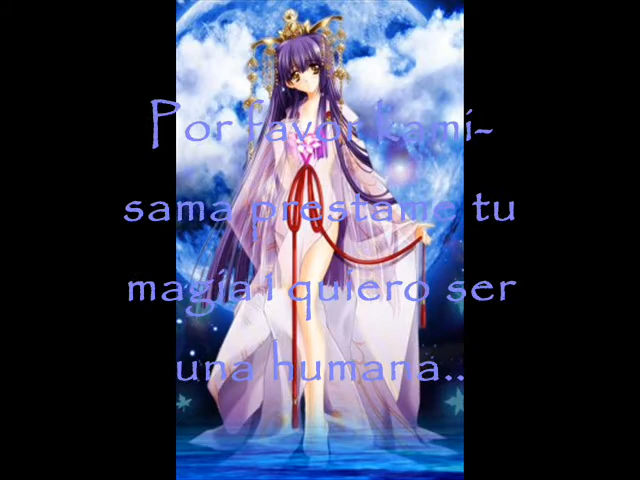 Por favor kami-
sama prestame tu
magia i quiero ser
una humana..